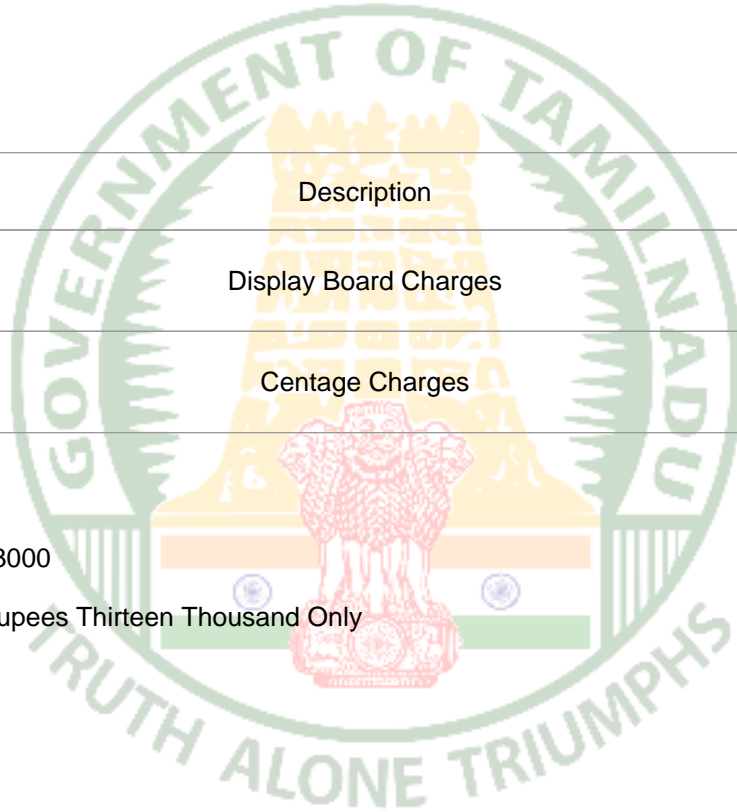 GOVERNMENT OF TAMILNADU
Description
Display Board Charges
Centage Charges
3000
upees Thirteen Thousand Only
TRUTH ALONE TRIUMPHS